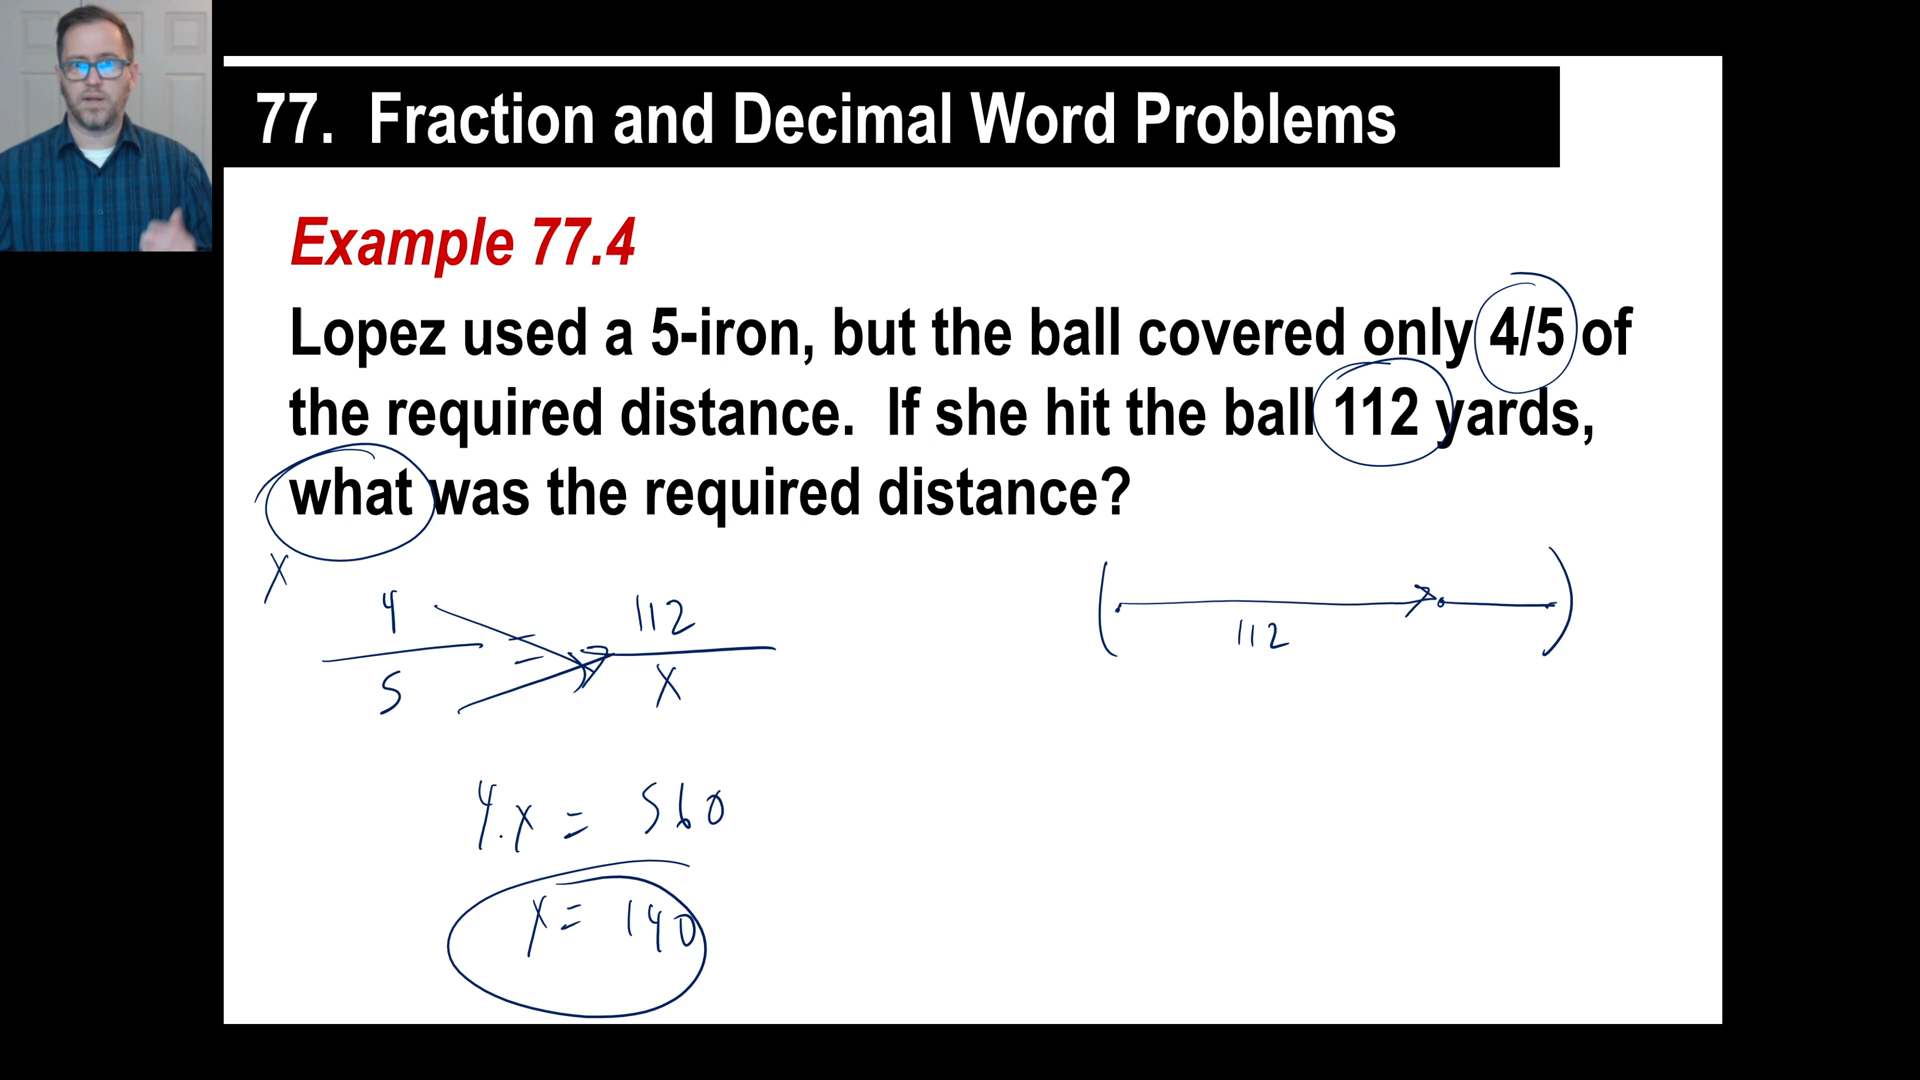 77. Fraction and Decimal Word Problems
Example 77.4
Lopez used a 5-iron, but the ball covered only 4/5 of
the required distance. If she hit the ball 112 yards,
what was the required distance?
x
4 = 112
5 x
112
4.x = 560
x = 140